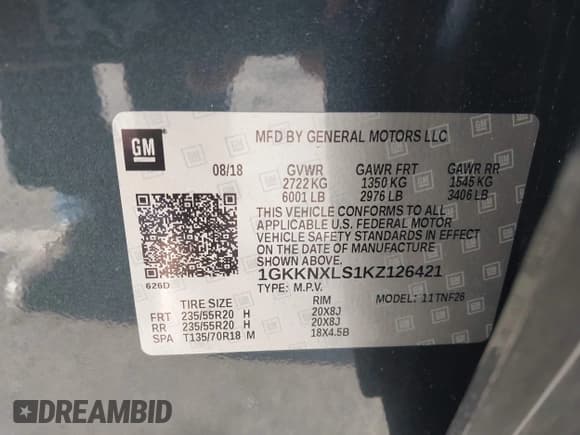 GM
MFD BY GENERAL MOTORS LLC
08/18 GVWR GAWR FRT GAWR RR
2722 KG 1350 KG 1545 KG
6001 LB 2976 LB 3406 LB
THIS VEHICLE CONFORMS TO ALL
APPLICABLE U.S. FEDERAL MOTOR
VEHICLE SAFETY STANDARDS IN EFFECT
ON THE DATE OF MANUFACTURE
SHOWN ABOVE.
626D
1GKKNXLS1KZ126421
TYPE: M.P.V. MODEL: 11TNF26
TIRE SIZE RIM
FRT 235/55R20 H 20X8J
RR 235/55R20 H 20X8J
SPA T135/70R18 M 18X4.5B
DREAMBID